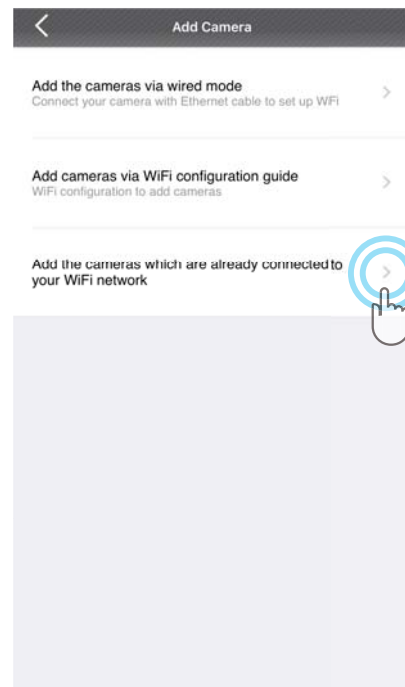 Add Camera
Add the cameras via wired mode
Connect your camera with Ethernet cable to set up WFi
Add cameras via WiFi configuration guide
WiFi configuration to add cameras
Add the cameras which are already connected to
your WiFi network